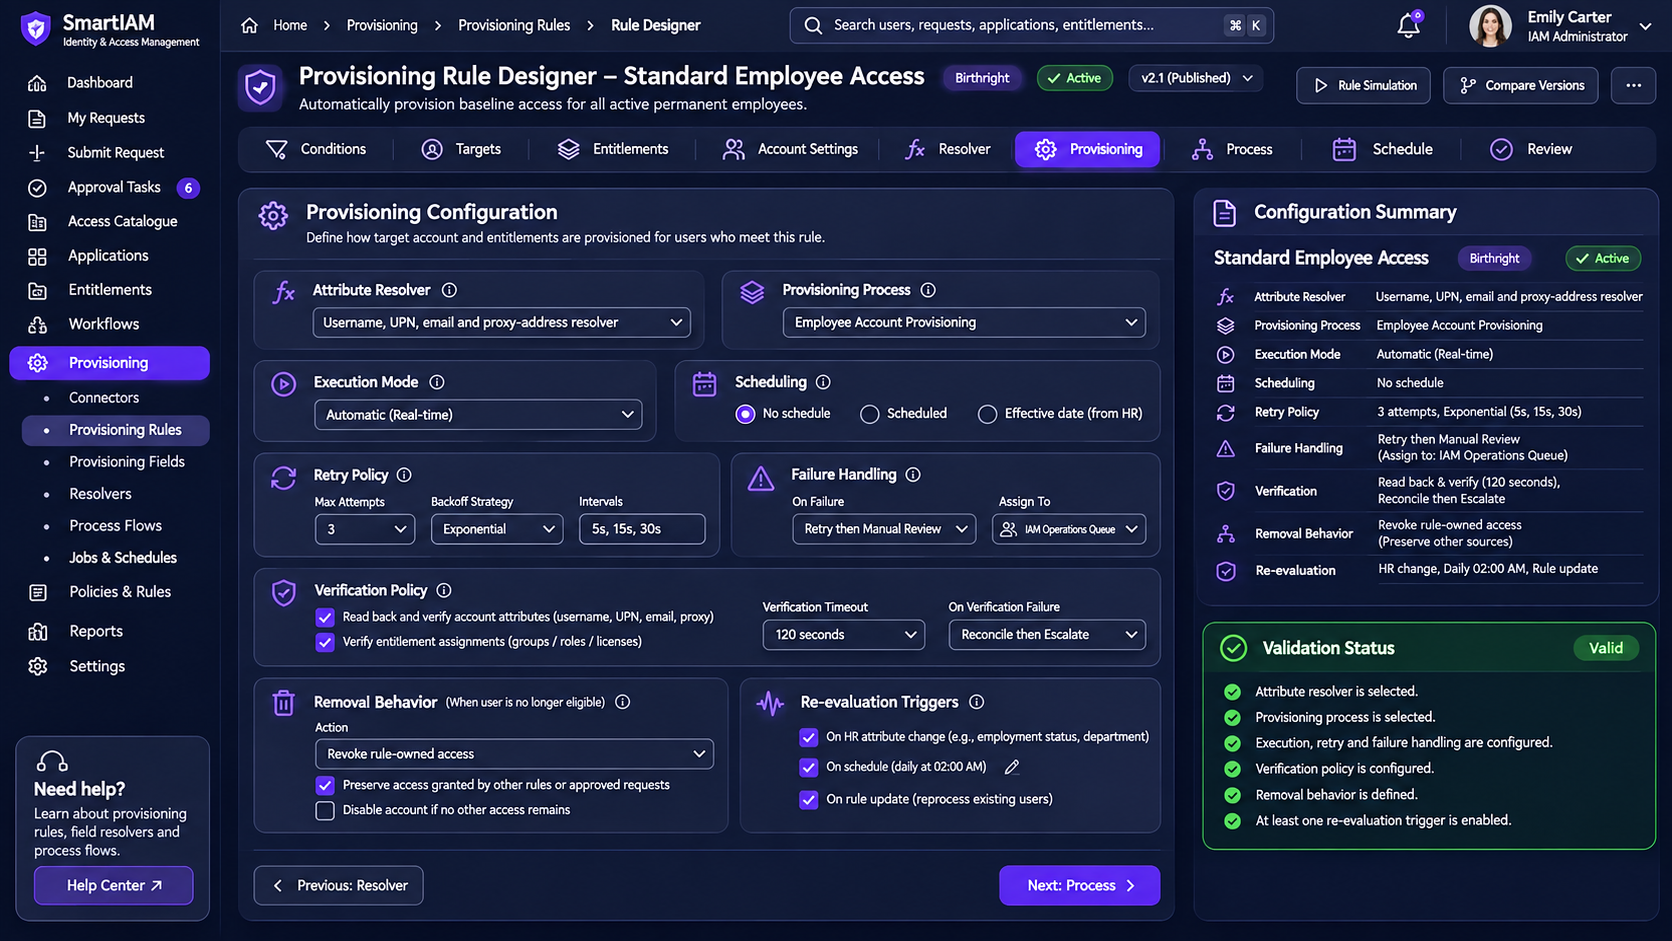 SmartIAM
Identity & Access Management
Home > Provisioning > Provisioning Rules > Rule Designer
Search users, requests, applications, entitlements...
⌘ K
Emily Carter
IAM Administrator
Dashboard
My Requests
Submit Request
Approval Tasks 6
Access Catalogue
Applications
Entitlements
Workflows
Provisioning
• Connectors
• Provisioning Rules
• Provisioning Fields
• Resolvers
• Process Flows
• Jobs & Schedules
Policies & Rules
Reports
Settings
Need help?
Learn about provisioning
rules, field resolvers and
process flows.
Help Center ↗
Provisioning Rule Designer – Standard Employee Access
Birthright
Active
v2.1 (Published)
Rule Simulation
Compare Versions
...
Automatically provision baseline access for all active permanent employees.
Conditions
Targets
Entitlements
Account Settings
fx Resolver
Provisioning
Process
Schedule
Review
Provisioning Configuration
Define how target account and entitlements are provisioned for users who meet this rule.
fx Attribute Resolver
Username, UPN, email and proxy-address resolver
Provisioning Process
Employee Account Provisioning
Execution Mode
Automatic (Real-time)
Scheduling
No schedule
Scheduled
Effective date (from HR)
Retry Policy
Max Attempts
Backoff Strategy
Intervals
3
Exponential
5s, 15s, 30s
Failure Handling
On Failure
Assign To
Retry then Manual Review
IAM Operations Queue
Verification Policy
Read back and verify account attributes (username, UPN, email, proxy)
Verify entitlement assignments (groups / roles / licenses)
Verification Timeout
120 seconds
On Verification Failure
Reconcile then Escalate
Removal Behavior (When user is no longer eligible)
Action
Revoke rule-owned access
Preserve access granted by other rules or approved requests
Disable account if no other access remains
Re-evaluation Triggers
On HR attribute change (e.g., employment status, department)
On schedule (daily at 02:00 AM)
On rule update (reprocess existing users)
< Previous: Resolver
Next: Process >
Configuration Summary
Standard Employee Access
Birthright
Active
fx Attribute Resolver Username, UPN, email and proxy-address resolver
Provisioning Process Employee Account Provisioning
Execution Mode Automatic (Real-time)
Scheduling No schedule
Retry Policy 3 attempts, Exponential (5s, 15s, 30s)
Failure Handling Retry then Manual Review
(Assign to: IAM Operations Queue)
Verification Read back & verify (120 seconds),
Reconcile then Escalate
Removal Behavior Revoke rule-owned access
(Preserve other sources)
Re-evaluation HR change, Daily 02:00 AM, Rule update
Validation Status
Valid
Attribute resolver is selected.
Provisioning process is selected.
Execution, retry and failure handling are configured.
Verification policy is configured.
Removal behavior is defined.
At least one re-evaluation trigger is enabled.